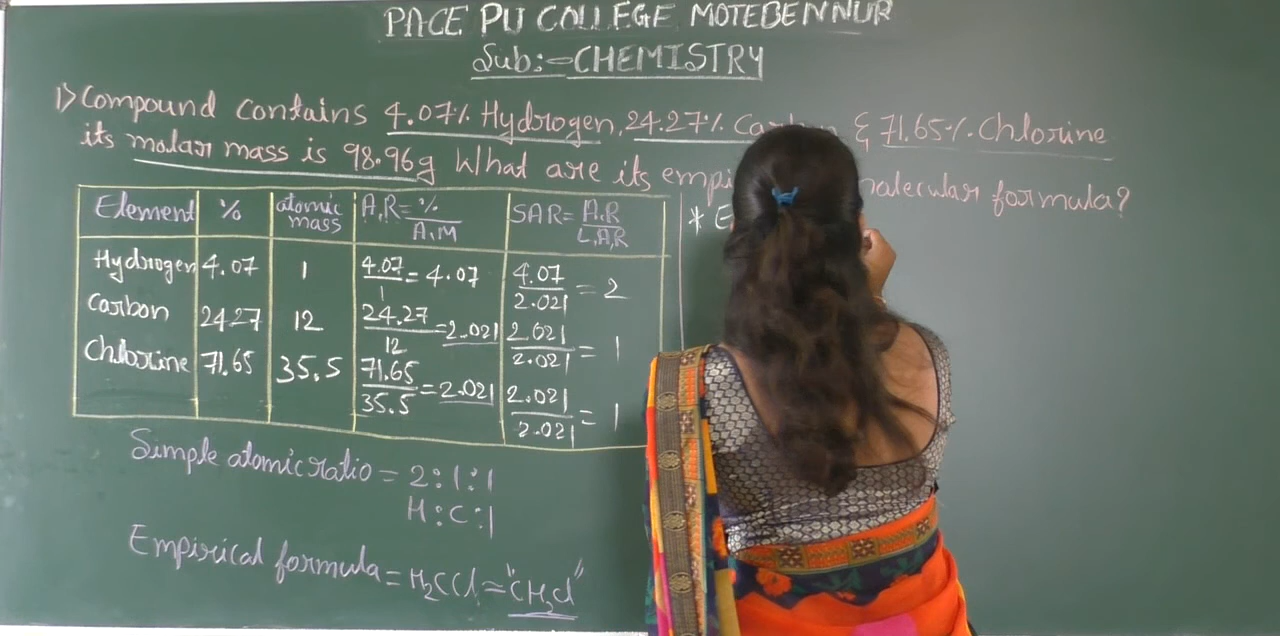 PACE PU COLLEGE MOTEBENNUR
Sub:- CHEMISTRY
1) Compound contains 4.07% Hydrogen, 24.27% & 71.65% Chlorine
its molar mass is 98.96g What are its formula?
Element % atomic mass A.R = %/A.M SAR = A.R/L.A.R
Hydrogen 4.07 1 4.07/1 = 4.07 4.07/2.021 = 2
Carbon 24.27 12 24.27/12 = 2.021 2.021/2.021 = 1
Chlorine 71.65 35.5 71.65/35.5 = 2.021 2.021/2.021 = 1
Simple atomic ratio = 2:1:1
H:C:1
Empirical formula = H₂CCl = "CH₂Cl"
*